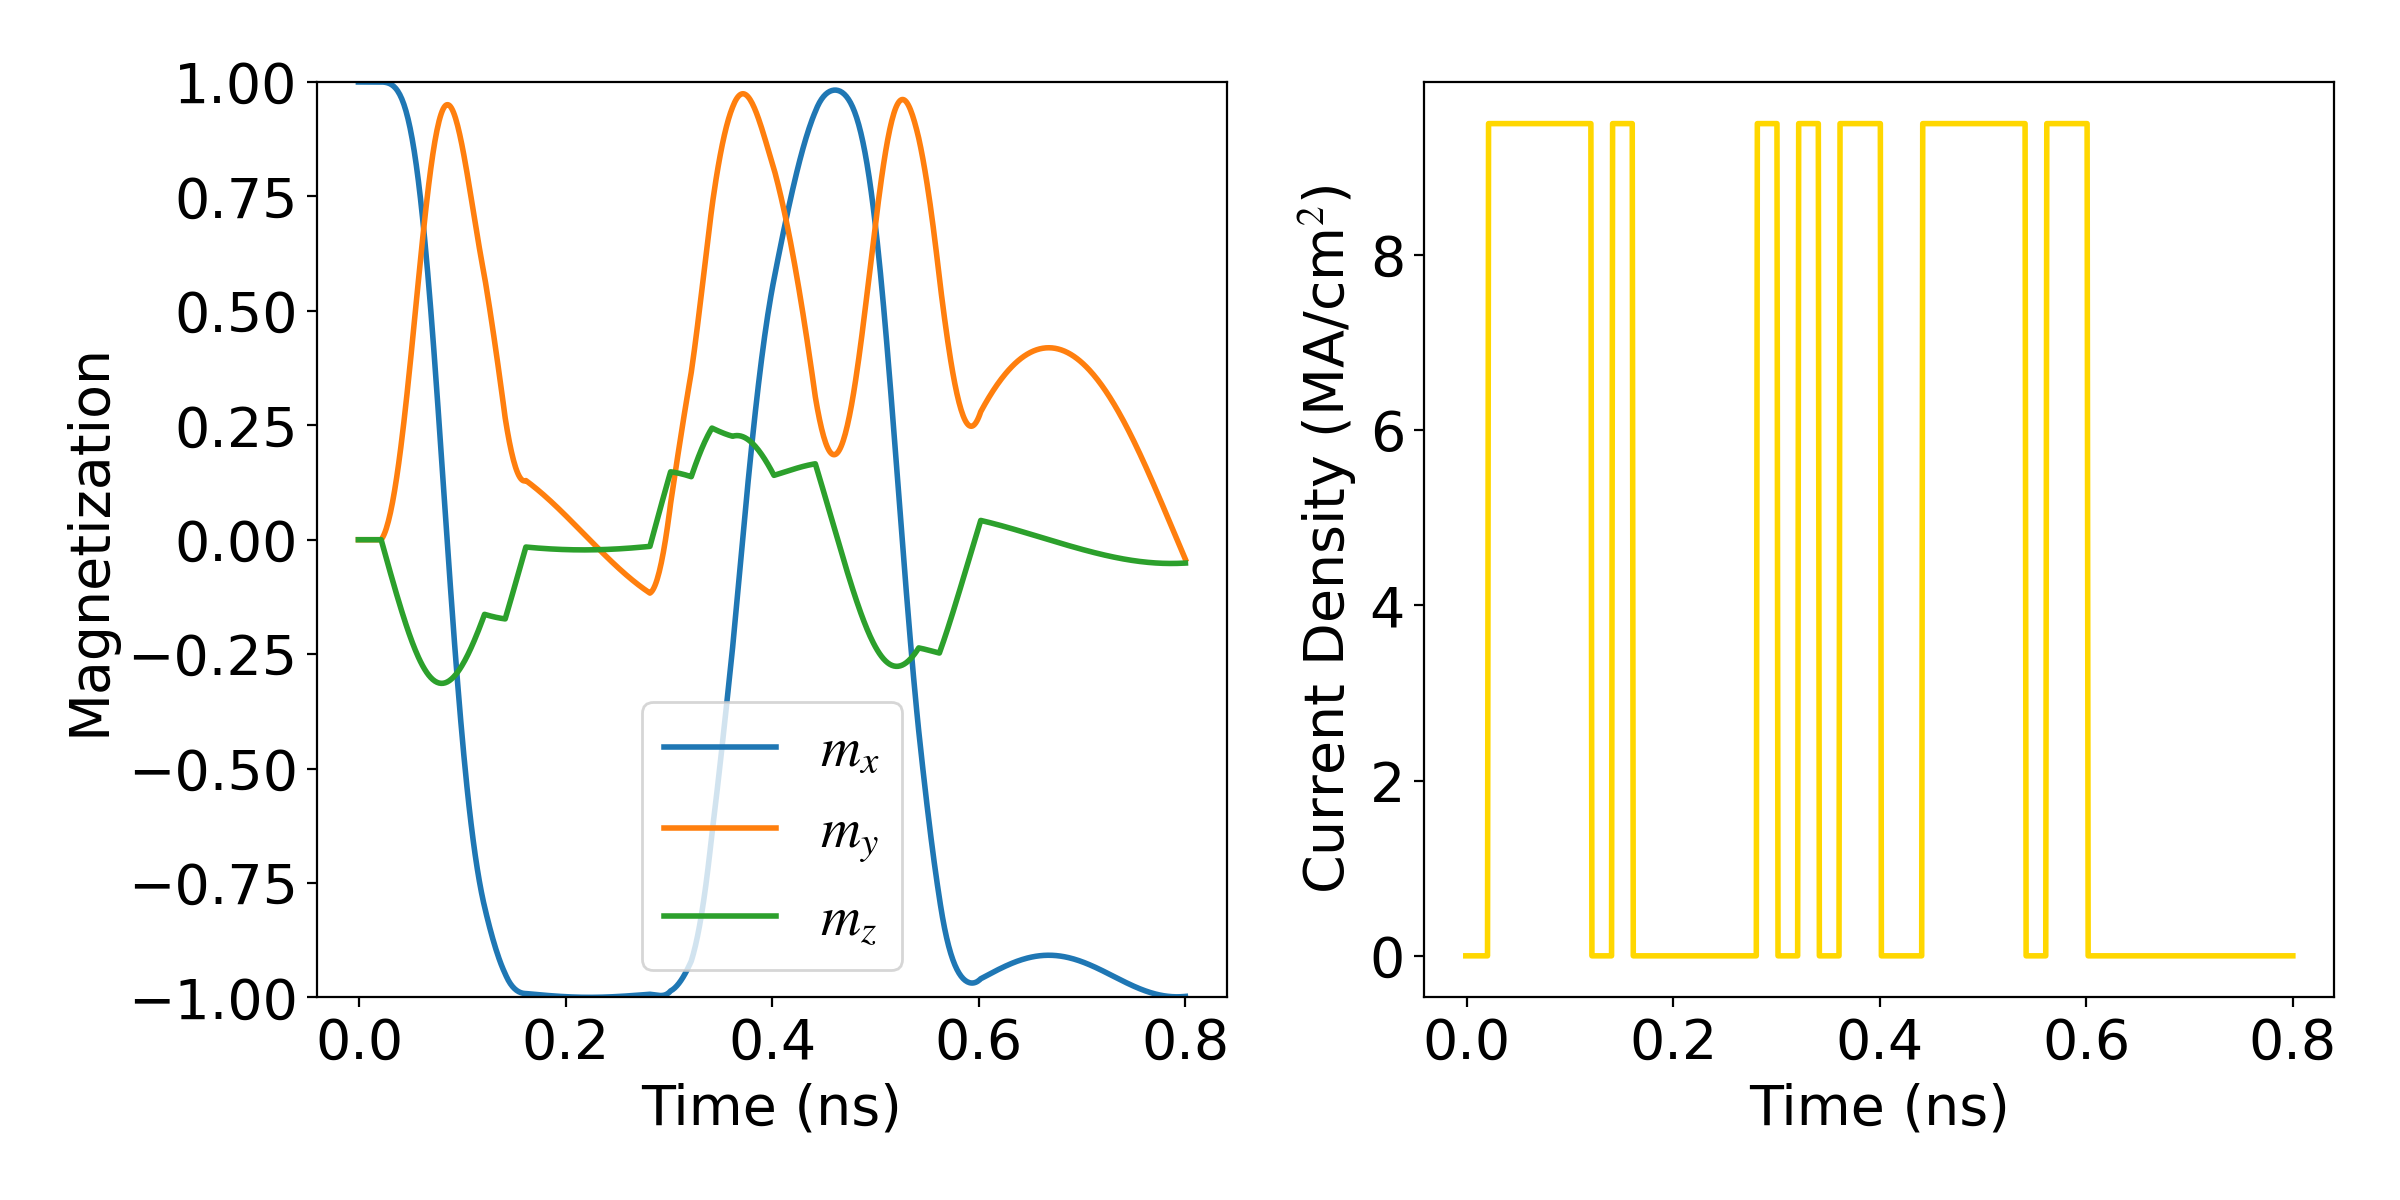 1.00
0.75
0.50
0.25
0.00
−0.25
−0.50
−0.75
−1.00
Magnetization
0.0 0.2 0.4 0.6 0.8
Time (ns)
m_x
m_y
m_z
8
6
4
2
0
Current Density (MA/cm²)
0.0 0.2 0.4 0.6 0.8
Time (ns)